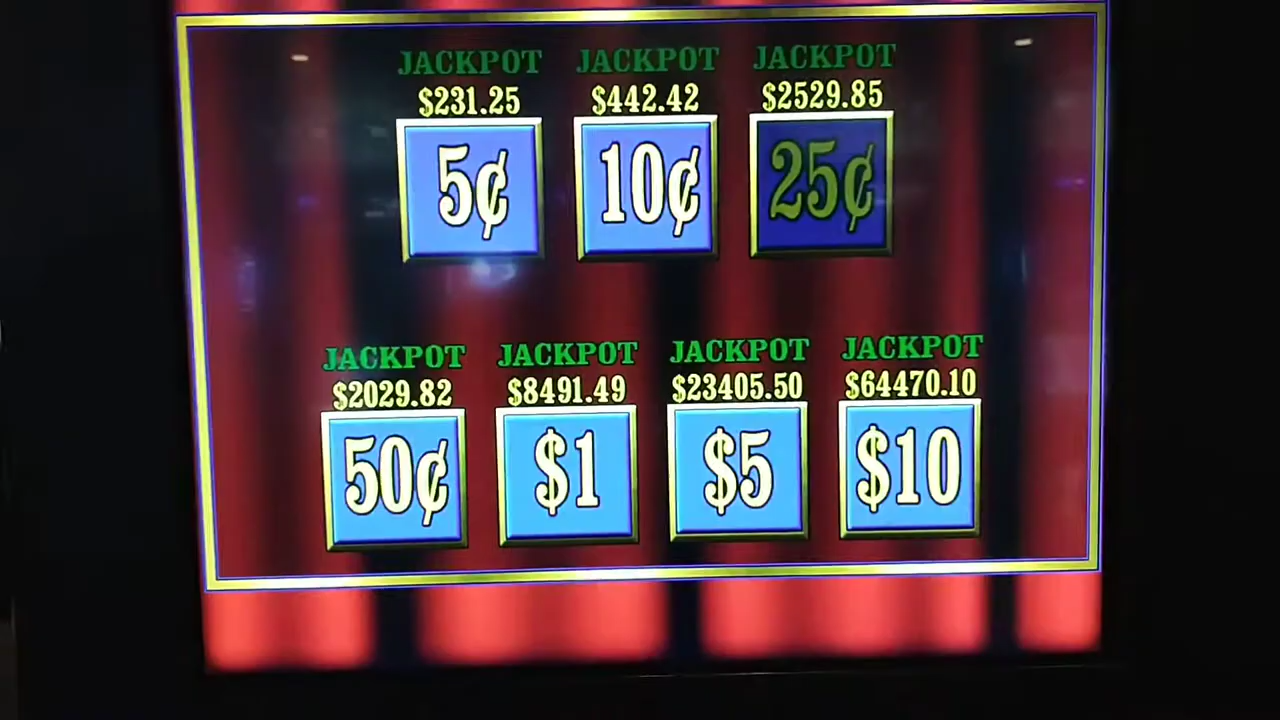 JACKPOT JACKPOT JACKPOT
$231.25 $442.42 $2529.85
5¢ 10¢ 25¢
JACKPOT JACKPOT JACKPOT JACKPOT
$2029.82 $8491.49 $23405.50 $64470.10
50¢ $1 $5 $10